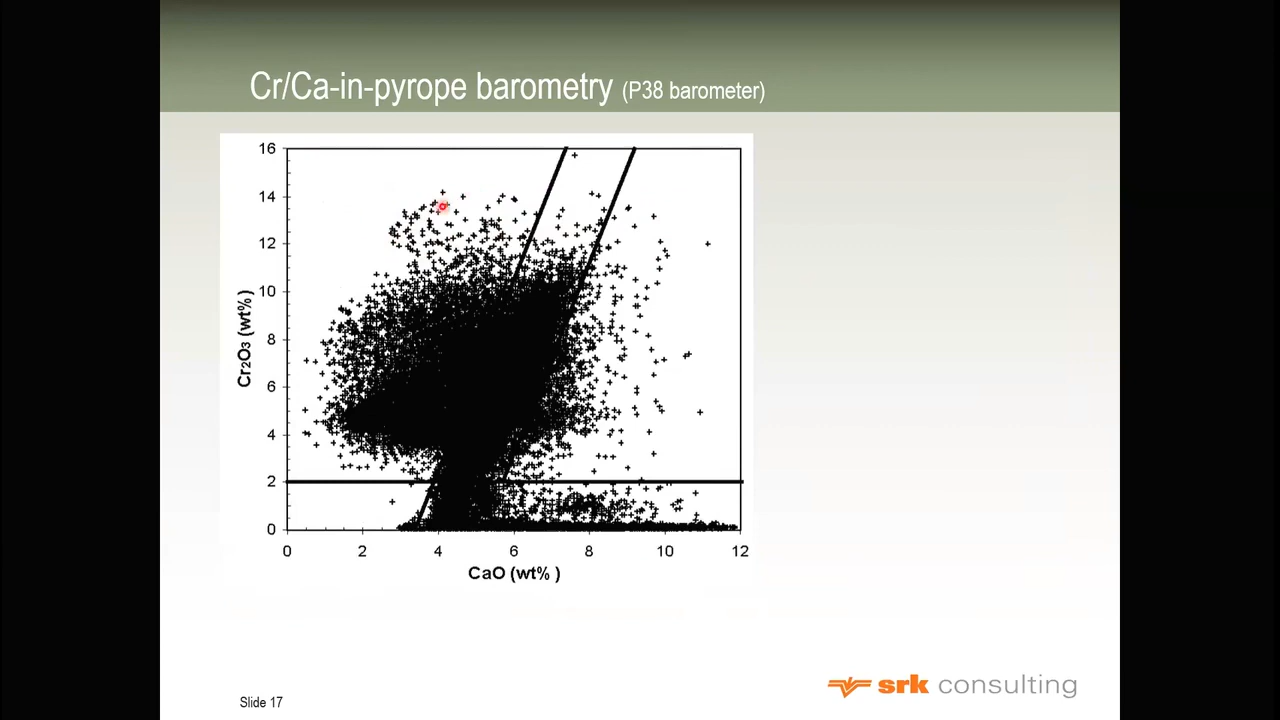 Cr/Ca-in-pyrope barometry (P38 barometer)
16
14
12
10
8
6
4
2
0
Cr2O3 (wt%)
0 2 4 6 8 10 12
CaO (wt% )
Slide 17
srk consulting